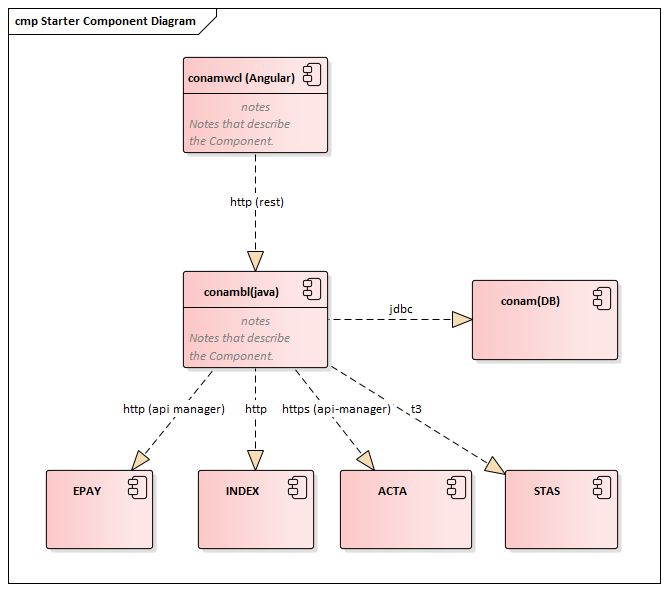 cmp Starter Component Diagram
conamwcl (Angular)
notes
Notes that describe
the Component.
http (rest)
conambl(java)
notes
Notes that describe
the Component.
jdbc
conam(DB)
http (api manager)
http
https (api-manager)
t3
EPAY
INDEX
ACTA
STAS